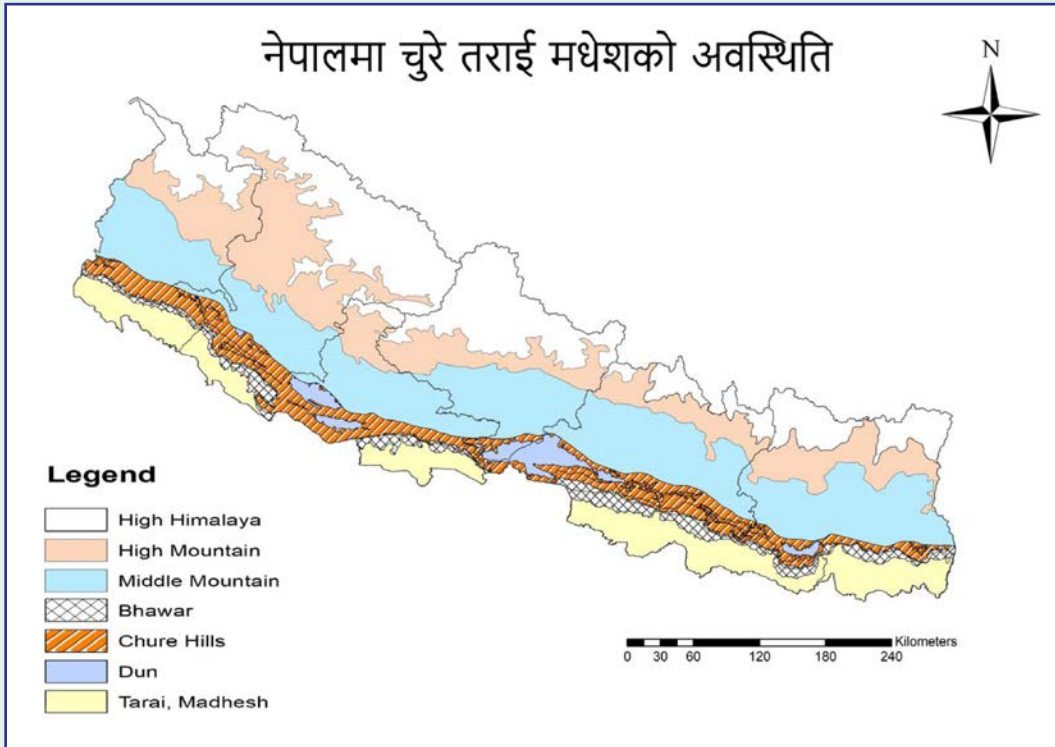 नेपालमा चुरे तराई मधेशको अवस्थिति
N
Legend
High Himalaya
High Mountain
Middle Mountain
Bhawar
Chure Hills
Dun
Tarai, Madhesh
Kilometers
0 30 60 120 180 240